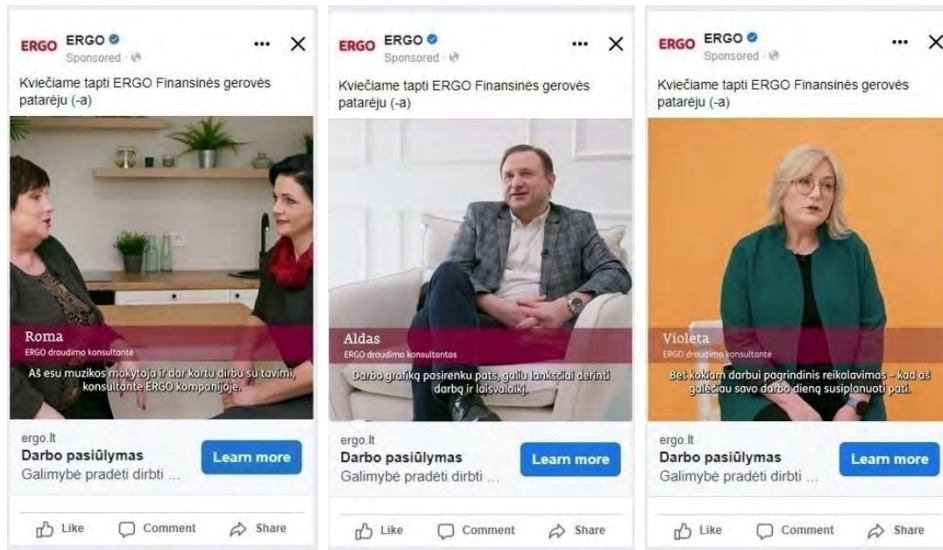 ERGO
ERGO
Sponsored
Kviečiame tapti ERGO Finansinės gerovės
patarėju (-a)
Roma
ERGO draudimo konsultantė
Aš esu muzikos mokytoja ir dar kartu dirbu su tavimi,
konsultante ERGO kompanijoje.
ergo.lt
Darbo pasiūlymas
Galimybė pradėti dirbti ...
Learn more
Like
Comment
Share
ERGO
ERGO
Sponsored
Kviečiame tapti ERGO Finansinės gerovės
patarėju (-a)
Aldas
ERGO draudimo konsultantas
Darbo grafiką pasirenku pats, galiu lanksčiai derinti
darbą ir laisvalaikį.
ergo.lt
Darbo pasiūlymas
Galimybė pradėti dirbti ...
Learn more
Like
Comment
Share
ERGO
ERGO
Sponsored
Kviečiame tapti ERGO Finansinės gerovės
patarėju (-a)
Violeta
ERGO draudimo konsultantė
Bet kokiam darbui pagrindinis reikalavimas – kad aš
galėčiau savo darbo dieną susiplanuoti pati.
ergo.lt
Darbo pasiūlymas
Galimybė pradėti dirbti ...
Learn more
Like
Comment
Share